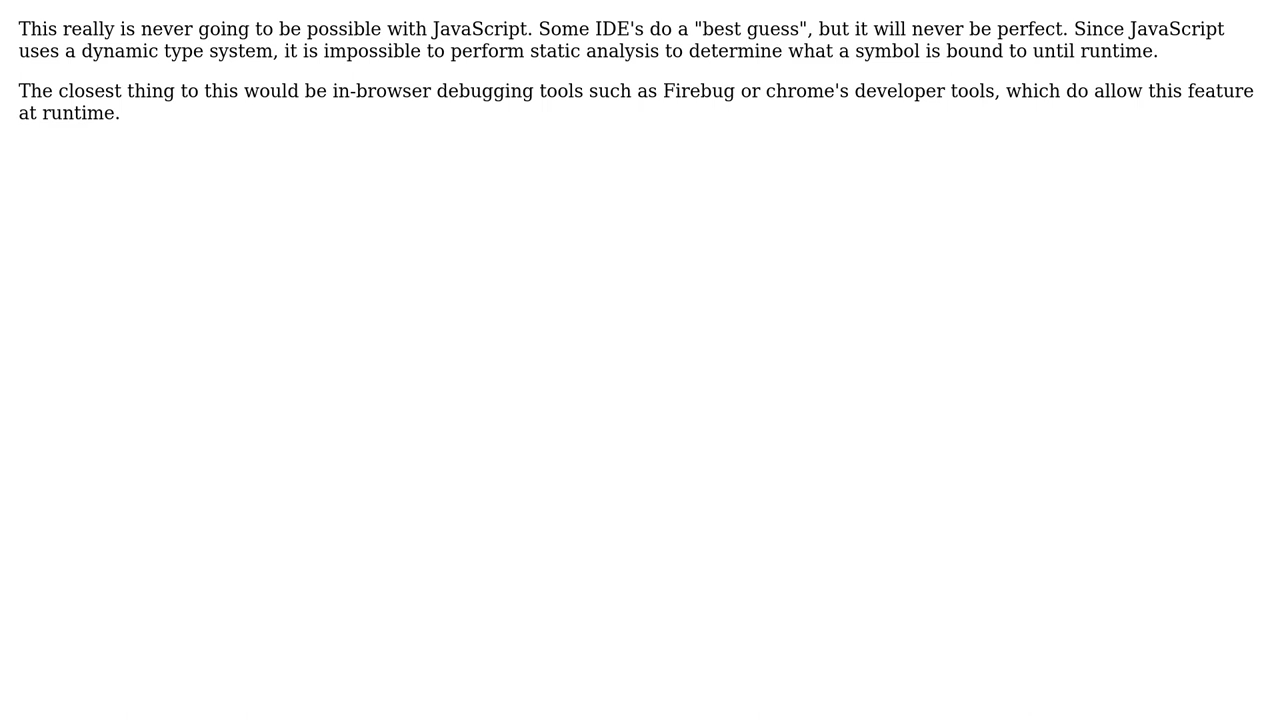 This really is never going to be possible with JavaScript. Some IDE's do a "best guess", but it will never be perfect. Since JavaScript
uses a dynamic type system, it is impossible to perform static analysis to determine what a symbol is bound to until runtime.
The closest thing to this would be in-browser debugging tools such as Firebug or chrome's developer tools, which do allow this feature
at runtime.